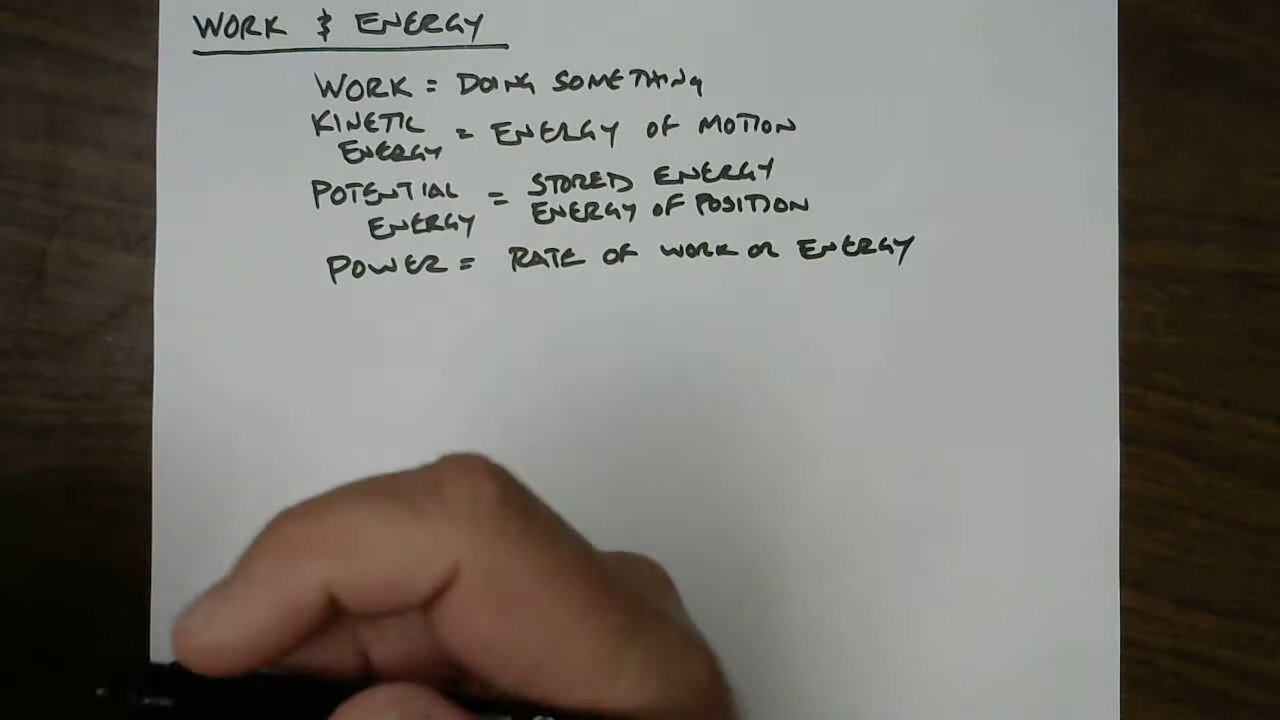 WORK & ENERGY
WORK = DOING SOMETHING
KINETIC ENERGY = ENERGY OF MOTION
POTENTIAL ENERGY = STORED ENERGY
ENERGY OF POSITION
POWER = RATE OF WORK OR ENERGY